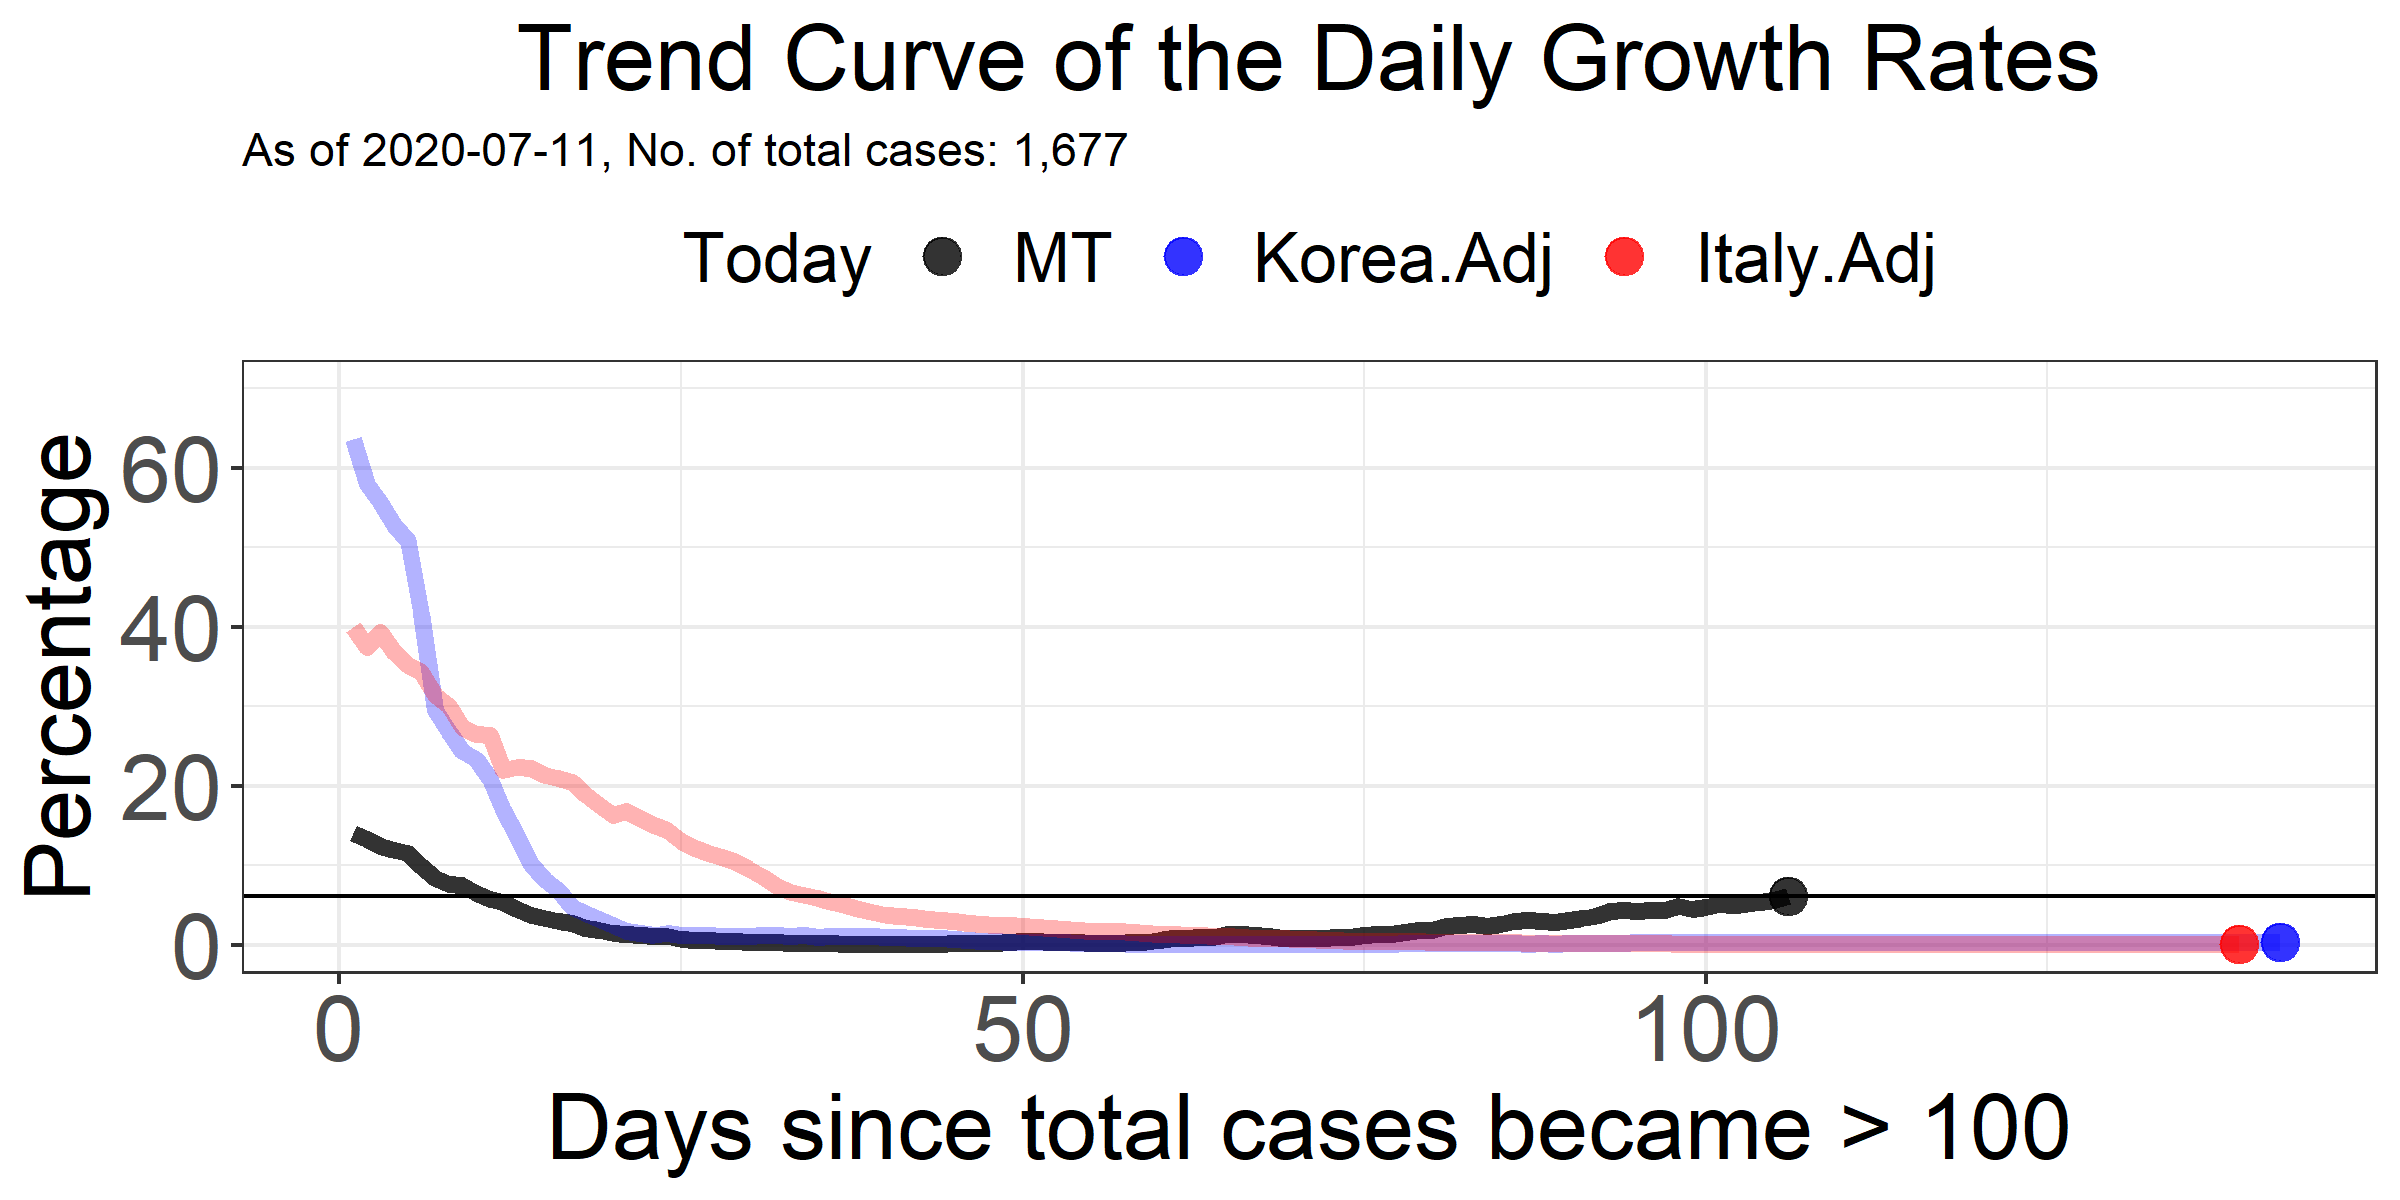 Trend Curve of the Daily Growth Rates
As of 2020-07-11, No. of total cases: 1,677
Today MT Korea.Adj Italy.Adj
Percentage
60
40
20
0
0 50 100
Days since total cases became > 100